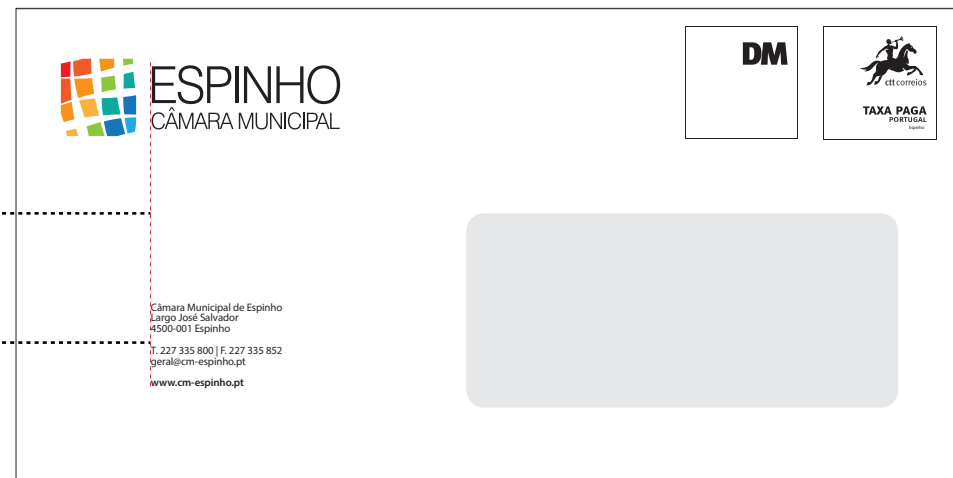 ESPINHO
CÂMARA MUNICIPAL
DM
ctt correios
TAXA PAGA
PORTUGAL
Espinho
Câmara Municipal de Espinho
Largo José Salvador
4500-001 Espinho
T. 227 335 800 | F. 227 335 852
geral@cm-espinho.pt
www.cm-espinho.pt